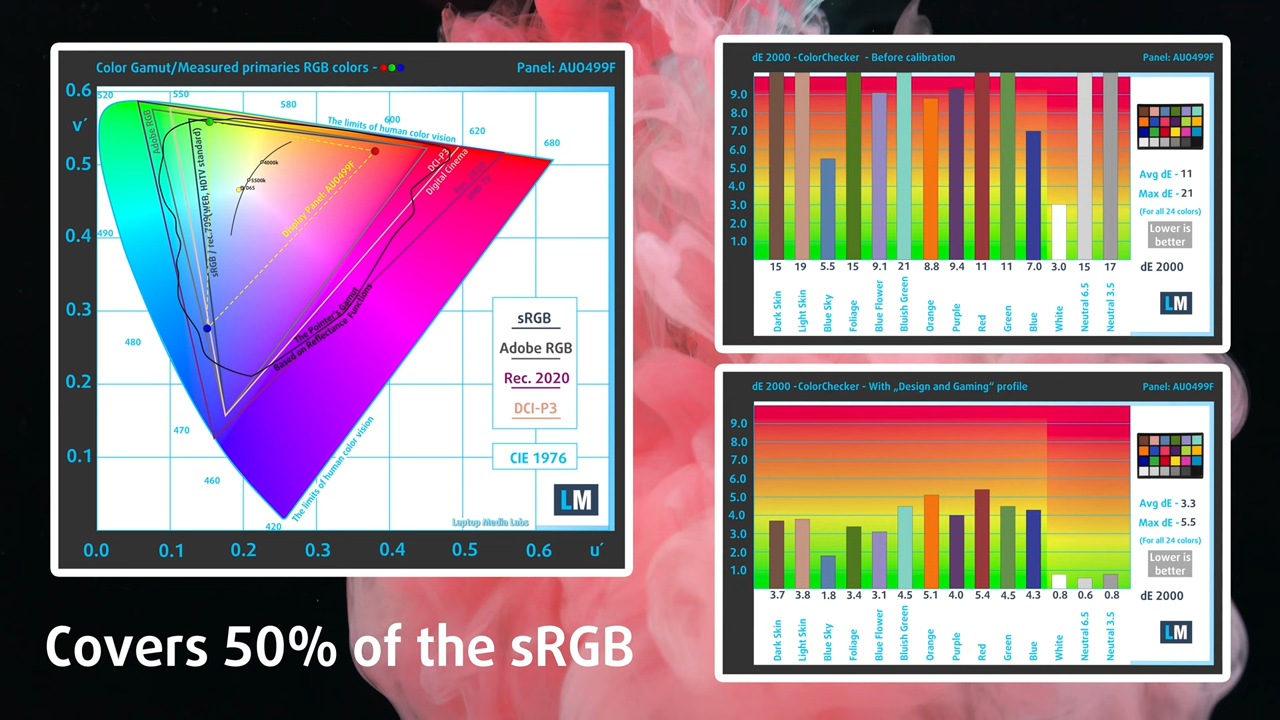 Color Gamut/Measured primaries RGB colors -
Panel: AU0499F
0.6
v´
0.5
0.4
0.3
0.2
0.1
0.0
0.1
0.2
0.3
0.4
0.5
0.6
u´
520
550
580
600
620
680
490
480
470
460
420
The limits of human color vision
Adobe RGB
sRGB / rec.709(WEB, HDTV standard)
Display Panel: AU0499F
DCI-P3
Digital Cinema
The Pointer's Gamut
Based on Reflectance Functions
The limits of human color vision
sRGB
Adobe RGB
Rec. 2020
DCI-P3
CIE 1976
LM
Laptop Media Labs
Covers 50% of the sRGB
dE 2000 -ColorChecker - Before calibration
Panel: AU0499F
9.0
8.0
7.0
6.0
5.0
4.0
3.0
2.0
1.0
15 19 5.5 15 9.1 21 8.8 9.4 11 11 7.0 3.0 15 17
dE 2000
Dark Skin
Light Skin
Blue Sky
Foliage
Blue Flower
Bluish Green
Orange
Purple
Red
Green
Blue
White
Neutral 6.5
Neutral 3.5
Avg dE - 11
Max dE - 21
(For all 24 colors)
Lower is
better
LM
dE 2000 -ColorChecker - With „Design and Gaming“ profile
Panel: AU0499F
9.0
8.0
7.0
6.0
5.0
4.0
3.0
2.0
1.0
3.7 3.8 1.8 3.4 3.1 4.5 5.1 4.0 5.4 4.5 4.3 0.8 0.6 0.8
dE 2000
Dark Skin
Light Skin
Blue Sky
Foliage
Blue Flower
Bluish Green
Orange
Purple
Red
Green
Blue
White
Neutral 6.5
Neutral 3.5
Avg dE - 3.3
Max dE - 5.5
(For all 24 colors)
Lower is
better
LM